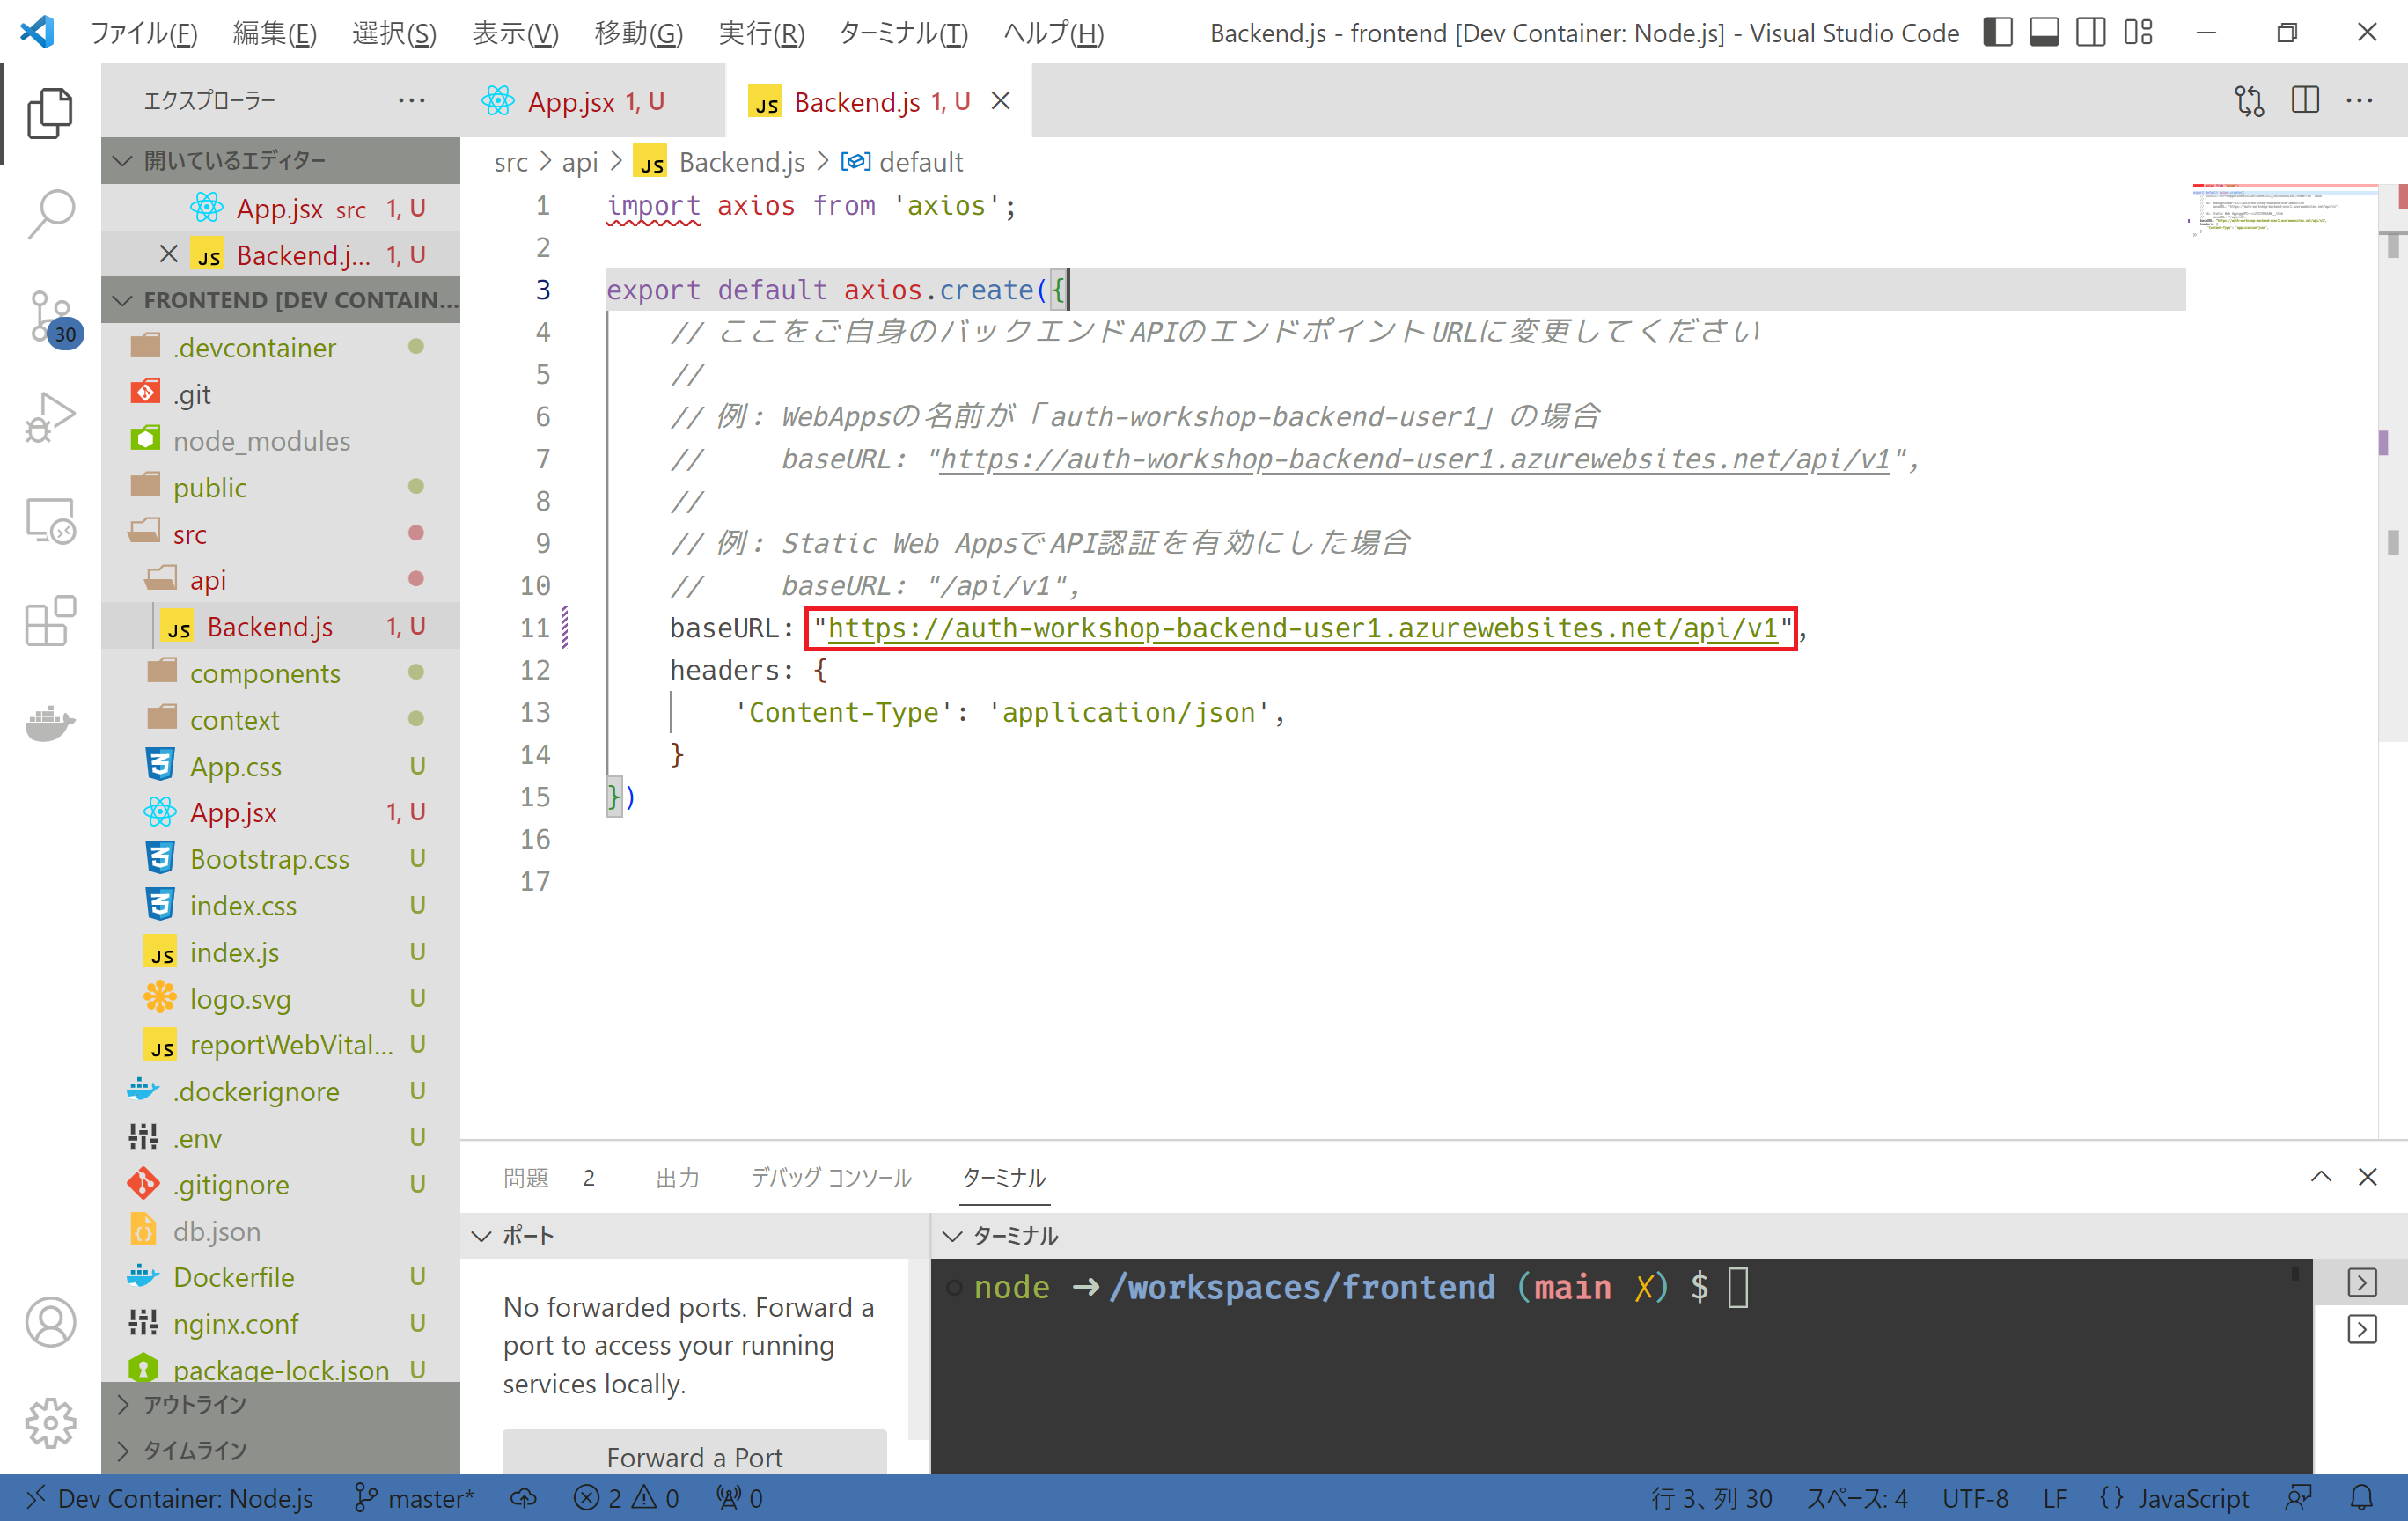 ファイル(F) 編集(E) 選択(S) 表示(V) 移動(G) 実行(R) ターミナル(T) ヘルプ(H) Backend.js - frontend [Dev Container: Node.js] - Visual Studio Code
エクスプローラー
開いているエディター
App.jsx src 1, U
Backend.j... 1, U
FRONTEND [DEV CONTAIN...
.devcontainer
.git
node_modules
public
src
api
Backend.js 1, U
components
context
App.css U
App.jsx 1, U
Bootstrap.css U
index.css U
index.js U
logo.svg U
reportWebVital... U
.dockerignore U
.env U
.gitignore U
db.json
Dockerfile U
nginx.conf U
package-lock.json U
アウトライン
タイムライン
30
App.jsx 1, U
Backend.js 1, U
src > api > JS Backend.js > default
1 import axios from 'axios';
2
3 export default axios.create({
4 // ここをご自身のバックエンドAPIのエンドポイントURLに変更してください
5 //
6 // 例: WebAppsの名前が「auth-workshop-backend-user1」の場合
7 // baseURL: "https://auth-workshop-backend-user1.azurewebsites.net/api/v1",
8 //
9 // 例: Static Web AppsでAPI認証を有効にした場合
10 // baseURL: "/api/v1",
11 baseURL: "https://auth-workshop-backend-user1.azurewebsites.net/api/v1",
12 headers: {
13 'Content-Type': 'application/json',
14 }
15 })
16
17
問題 2 出力 デバッグ コンソール ターミナル
ポート
No forwarded ports. Forward a
port to access your running
services locally.
Forward a Port
ターミナル
node ➜ /workspaces/frontend (main ✗) $
Dev Container: Node.js master* 2 0 0 行 3、列 30 スペース: 4 UTF-8 LF {} JavaScript